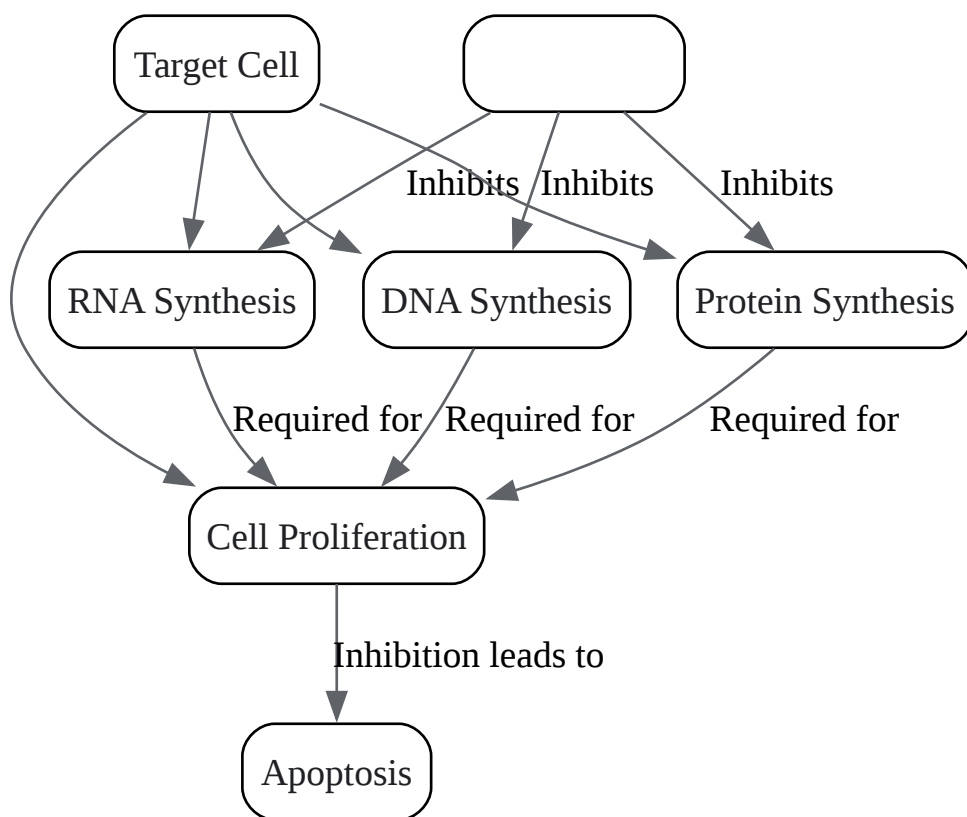 Target Cell
Inhibits
Inhibits
Inhibits
RNA Synthesis
DNA Synthesis
Protein Synthesis
Required for
Required for
Required for
Cell Proliferation
Inhibition leads to
Apoptosis